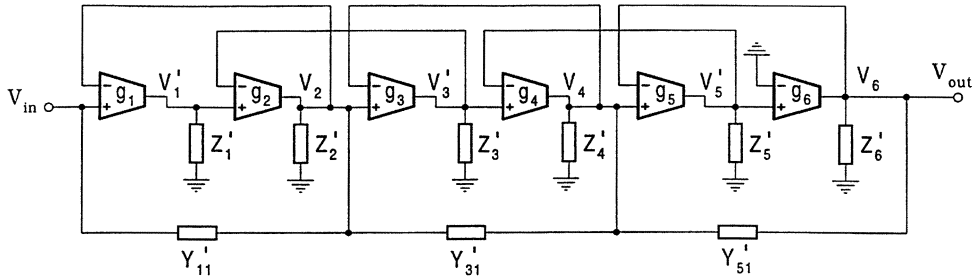 V1' V2 V3' V4 V5' V6 Vout
Vin
- g1 + - g2 + - g3 + - g4 + - g5 + - g6 +
Z1' Z2' Z3' Z4' Z5' Z6'
Y11' Y31' Y51'